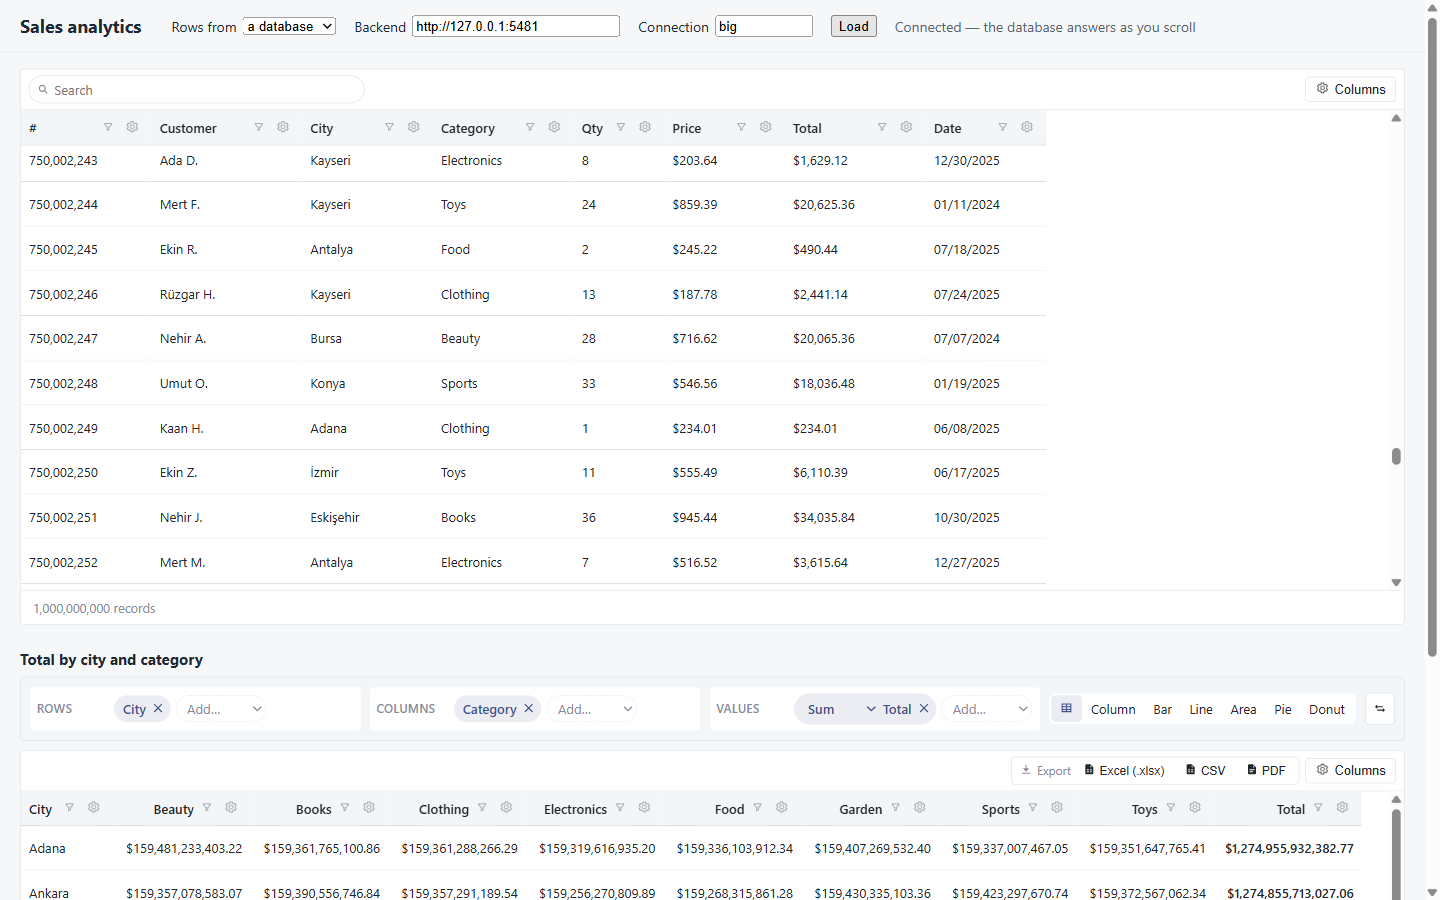 Sales analytics Rows from a database Backend http://127.0.0.1:5481 Connection big Load Connected — the database answers as you scroll
Search Columns
# Customer City Category Qty Price Total Date
750,002,243 Ada D. Kayseri Electronics 8 $203.64 $1,629.12 12/30/2025
750,002,244 Mert F. Kayseri Toys 24 $859.39 $20,625.36 01/11/2024
750,002,245 Ekin R. Antalya Food 2 $245.22 $490.44 07/18/2025
750,002,246 Rüzgar H. Kayseri Clothing 13 $187.78 $2,441.14 07/24/2025
750,002,247 Nehir A. Bursa Beauty 28 $716.62 $20,065.36 07/07/2024
750,002,248 Umut O. Konya Sports 33 $546.56 $18,036.48 01/19/2025
750,002,249 Kaan H. Adana Clothing 1 $234.01 $234.01 06/08/2025
750,002,250 Ekin Z. İzmir Toys 11 $555.49 $6,110.39 06/17/2025
750,002,251 Nehir J. Eskişehir Books 36 $945.44 $34,035.84 10/30/2025
750,002,252 Mert M. Antalya Electronics 7 $516.52 $3,615.64 12/27/2025
1,000,000,000 records
Total by city and category
ROWS City Add... COLUMNS Category Add... VALUES Sum Total Add... Column Bar Line Area Pie Donut
Export Excel (.xlsx) CSV PDF Columns
City Beauty Books Clothing Electronics Food Garden Sports Toys Total
Adana $159,481,233,403.22 $159,361,765,100.86 $159,361,288,266.29 $159,319,616,935.20 $159,336,103,912.34 $159,407,269,532.40 $159,337,007,467.05 $159,351,647,765.41 $1,274,955,932,382.77
Ankara $159,357,078,583.07 $159,390,556,746.84 $159,357,291,189.54 $159,256,270,809.89 $159,268,315,861.28 $159,430,335,103.36 $159,423,297,670.74 $159,372,567,062.34 $1,274,855,713,027.06